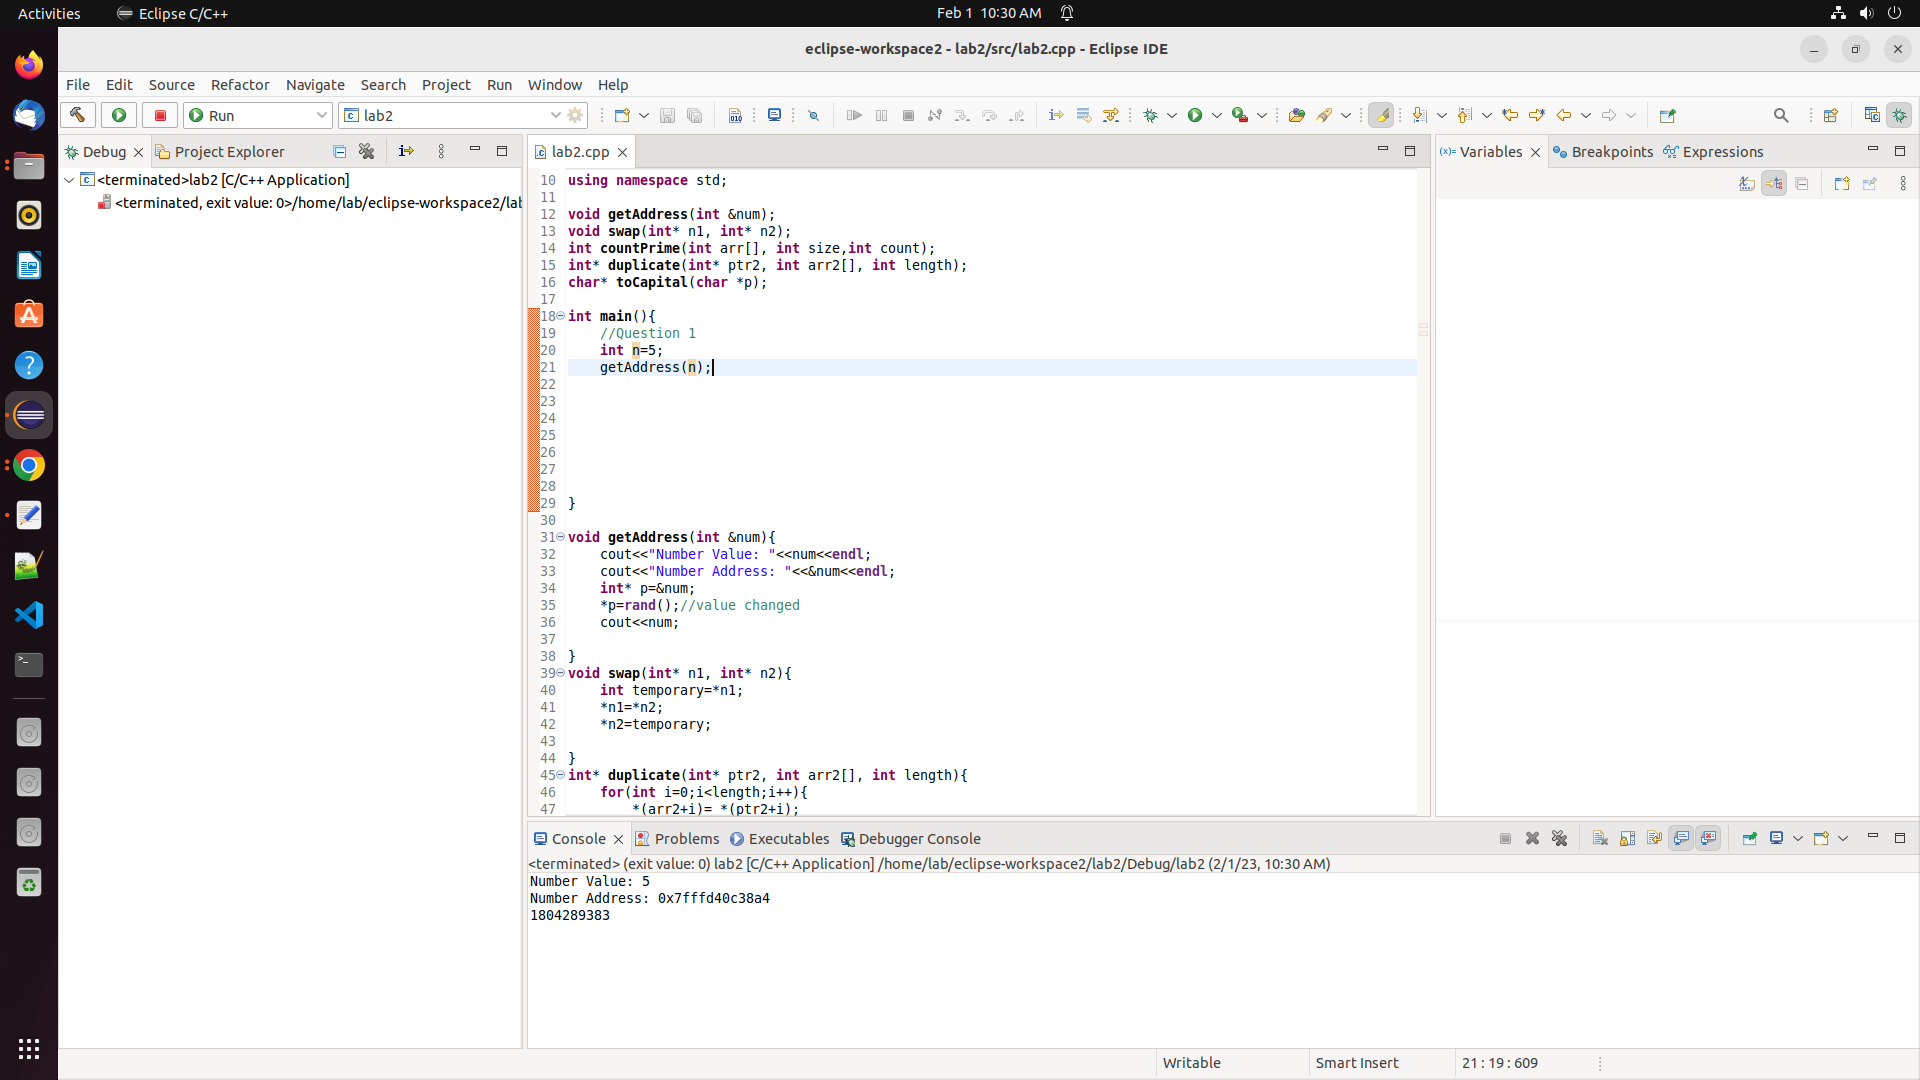 Activities
Eclipse C/C++
Feb 1 10:30 AM
eclipse-workspace2 - lab2/src/lab2.cpp - Eclipse IDE
File Edit Source Refactor Navigate Search Project Run Window Help
Run
lab2
Debug
Project Explorer
<terminated>lab2 [C/C++ Application]
<terminated, exit value: 0>/home/lab/eclipse-workspace2/lab
lab2.cpp
10 using namespace std;
11
12 void getAddress(int &num);
13 void swap(int* n1, int* n2);
14 int countPrime(int arr[], int size,int count);
15 int* duplicate(int* ptr2, int arr2[], int length);
16 char* toCapital(char *p);
17
18 int main(){
19     //Question 1
20     int n=5;
21     getAddress(n);
22
23
24
25
26
27
28
29 }
30
31 void getAddress(int &num){
32     cout<<"Number Value: "<<num<<endl;
33     cout<<"Number Address: "<<&num<<endl;
34     int* p=&num;
35     *p=rand();//value changed
36     cout<<num;
37
38 }
39 void swap(int* n1, int* n2){
40     int temporary=*n1;
41     *n1=*n2;
42     *n2=temporary;
43
44 }
45 int* duplicate(int* ptr2, int arr2[], int length){
46     for(int i=0;i<length;i++){
47         *(arr2+i)= *(ptr2+i);
Variables
Breakpoints
Expressions
Console
Problems
Executables
Debugger Console
<terminated> (exit value: 0) lab2 [C/C++ Application] /home/lab/eclipse-workspace2/lab2/Debug/lab2 (2/1/23, 10:30 AM)
Number Value: 5
Number Address: 0x7fffd40c38a4
1804289383
Writable
Smart Insert
21 : 19 : 609